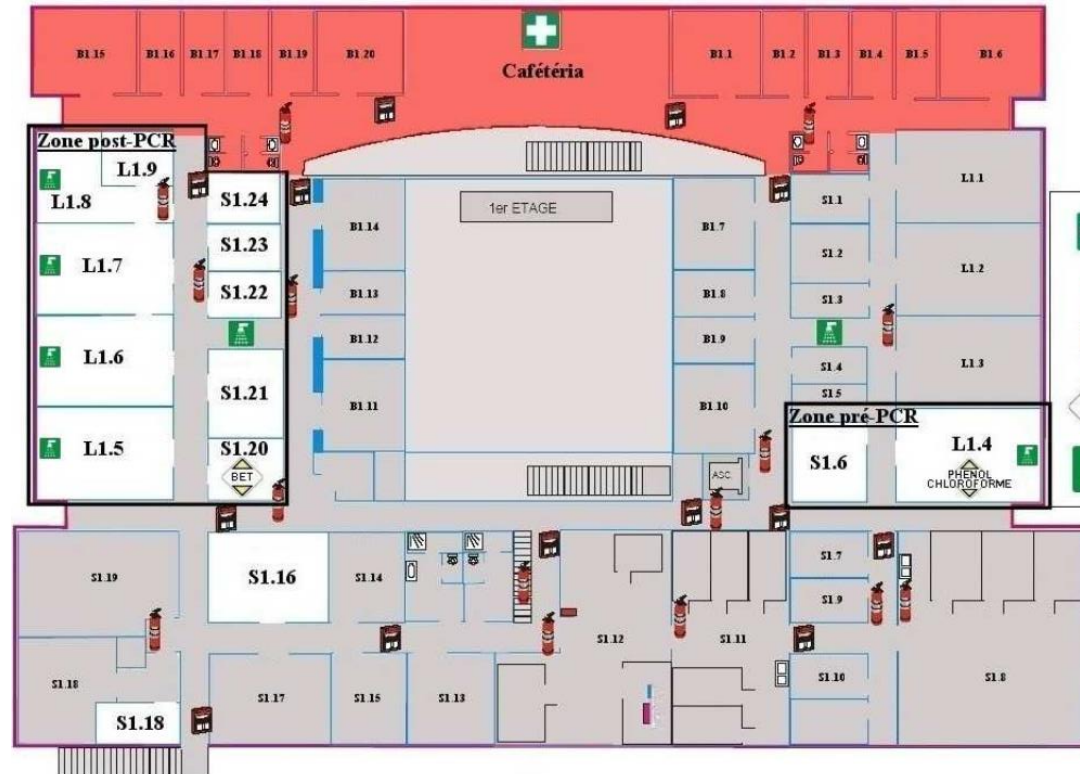 B1.15
B1.16
B1.17
B1.18
B1.19
B1.20
Cafétéria
B1.1
B1.2
B1.3
B1.4
B1.5
B1.6
Zone post-PCR
L1.9
L1.8
S1.24
1er ETAGE
B1.14
B1.7
S1.1
L1.1
L1.7
S1.23
S1.22
B1.13
B1.8
S1.2
S1.3
L1.2
L1.6
B1.12
B1.9
L1.3
S1.21
S1.4
S1.5
B1.11
B1.10
L1.5
S1.20
BET
Zone pré-PCR
S1.6
L1.4
PHENOL
CHLOROFORME
ASC.
S1.19
S1.16
S1.14
S1.7
S1.9
S1.12
S1.11
S1.18
S1.17
S1.15
S1.13
S1.10
S1.8
S1.18